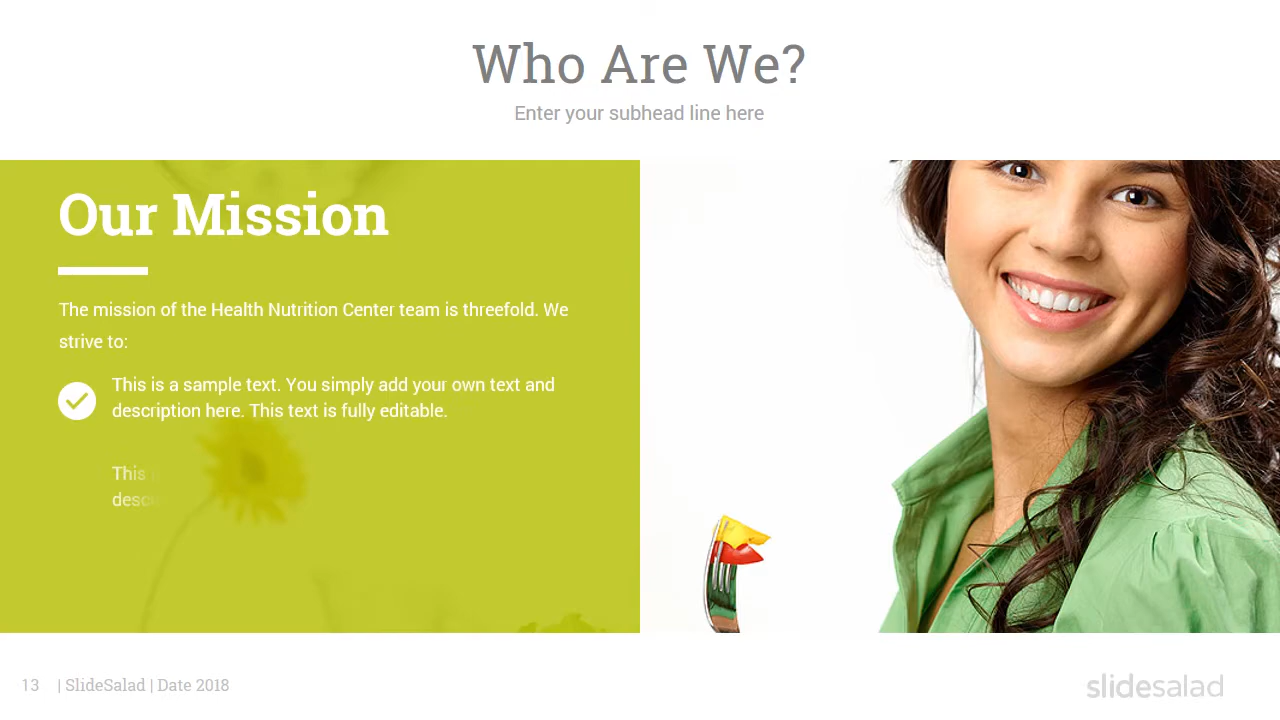 Who Are We?
Enter your subhead line here
Our Mission
The mission of the Health Nutrition Center team is threefold. We
strive to:
This is a sample text. You simply add your own text and
description here. This text is fully editable.
This
13 | SlideSalad | Date 2018
slidesalad